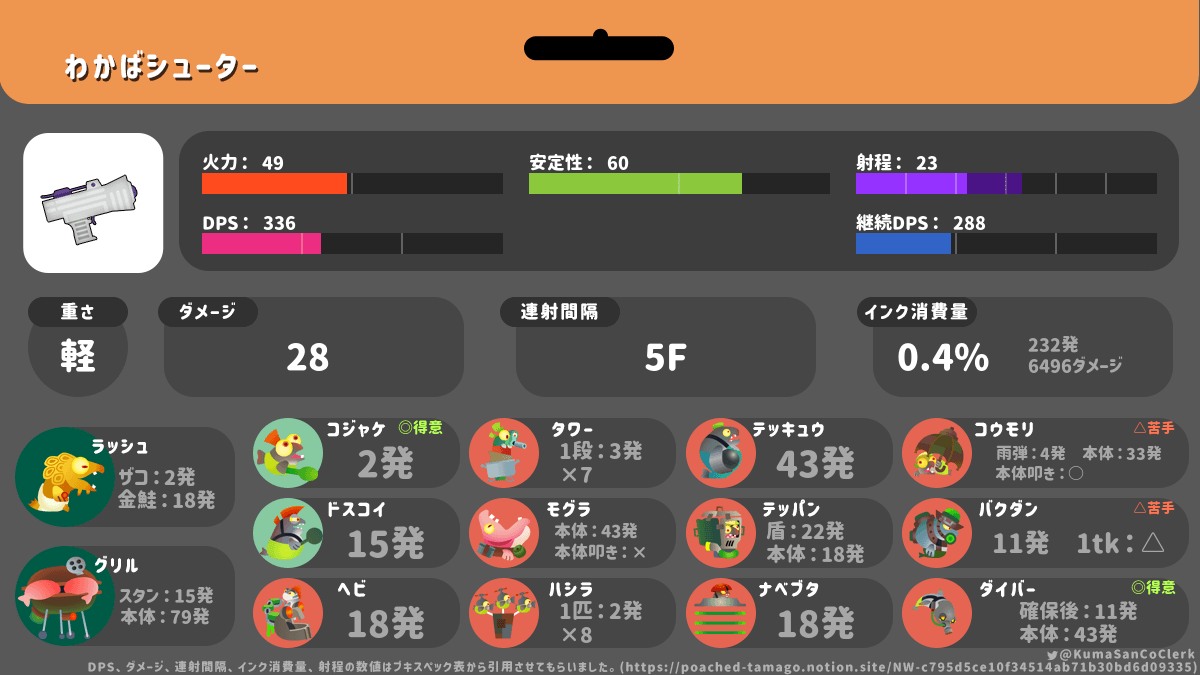 わかばシューター
火力： 49
安定性： 60
射程： 23
DPS： 336
継続DPS： 288
重さ
軽
ダメージ
28
連射間隔
5F
インク消費量
0.4%
232発
6496ダメージ
ラッシュ
ザコ：2発
金鮭：18発
グリル
スタン：15発
本体：79発
コジャケ ◎得意
2発
ドスコイ
15発
ヘビ
18発
タワー
1段：3発
×7
モグラ
本体：43発
本体叩き：×
ハシラ
1匹：2発
×8
テッキュウ
43発
テッパン
盾：22発
本体：18発
ナベブタ
18発
コウモリ △苦手
雨弾：4発 本体：33発
本体叩き：○
バクダン △苦手
11発 1tk：△
ダイバー ◎得意
確保後：11発
本体：43発
DPS、ダメージ、連射間隔、インク消費量、射程の数値はブキスペック表から引用させてもらいました。(https://poached-tamago.notion.site/NW-c795d5ce10f34514ab71b30bd6d09335)
@KumaSanCoClerk